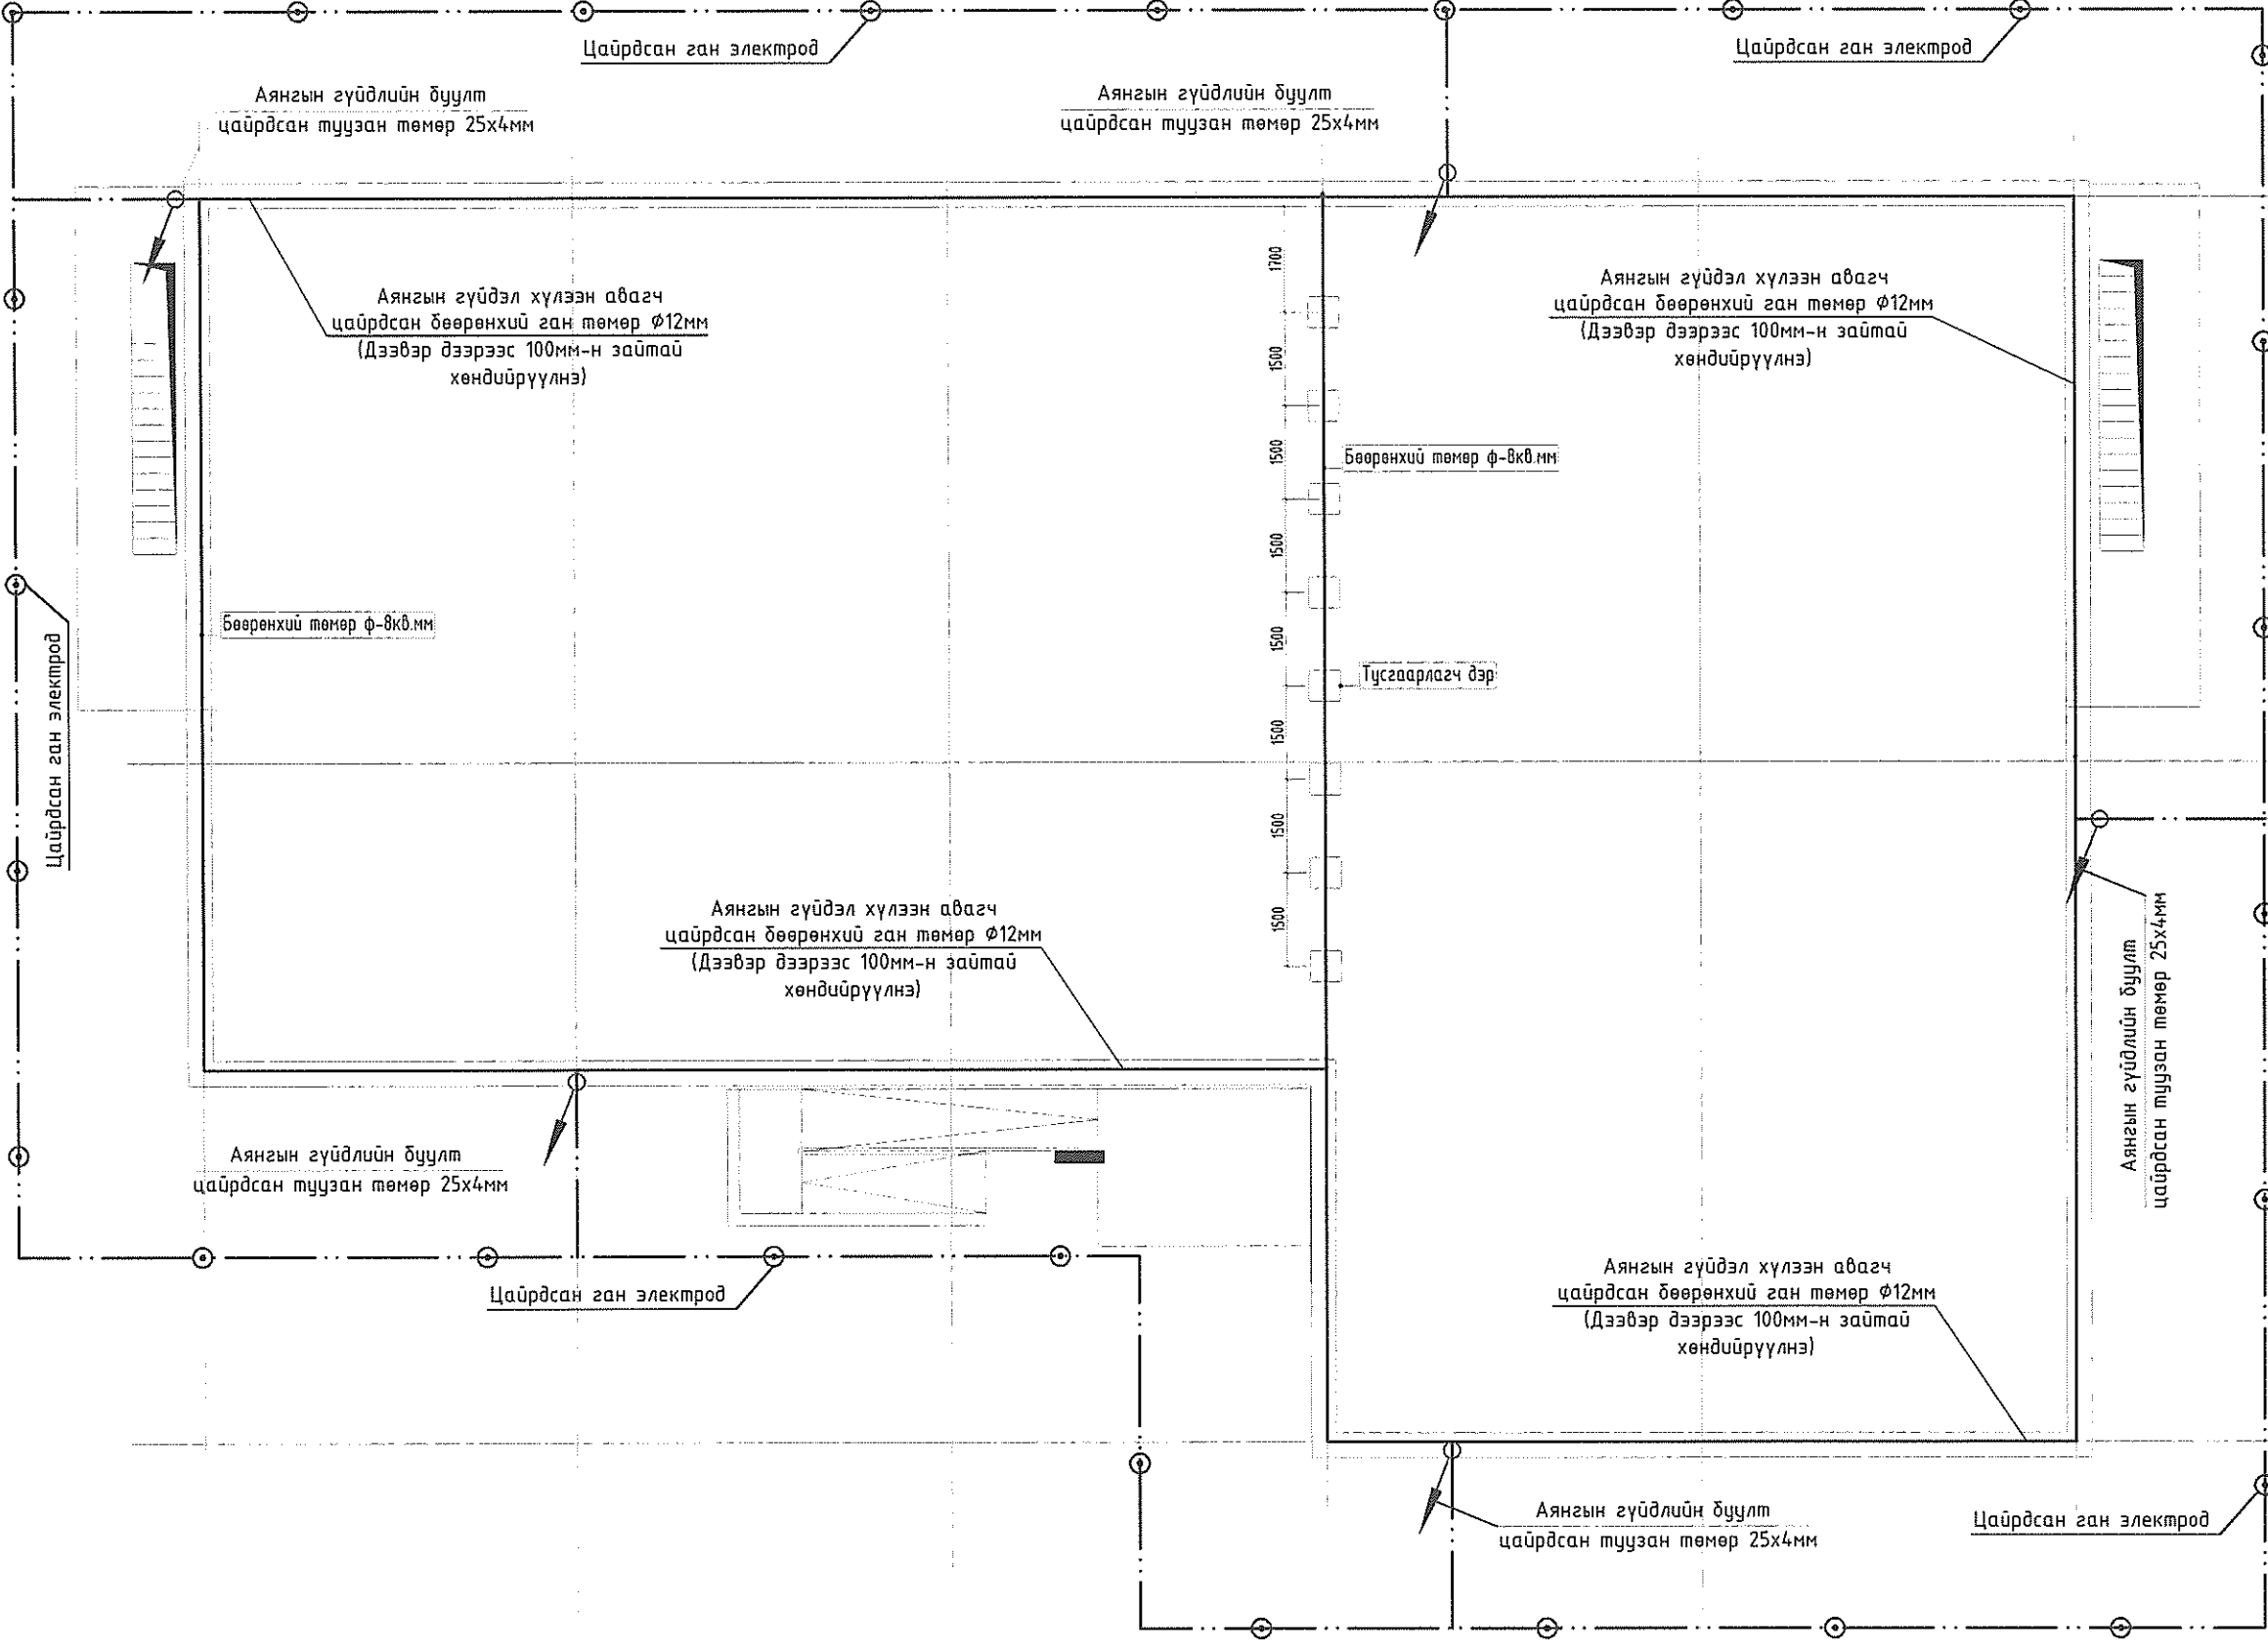 Цайрдсан ган электрод
Цайрдсан ган электрод
Аянгын гүйдлийн буулт
цайрдсан туузан төмөр 25x4мм
Аянгын гүйдлийн буулт
цайрдсан туузан төмөр 25x4мм
Аянгын гүйдэл хүлээн авагч
цайрдсан бөөрөнхий ган төмөр Ф12мм
(Дээвэр дээрээс 100мм-н зайтай
хөндийрүүлнэ)
1700
1500
1500
1500
1500
1500
1500
1500
Аянгын гүйдэл хүлээн авагч
цайрдсан бөөрөнхий ган төмөр Ф12мм
(Дээвэр дээрээс 100мм-н зайтай
хөндийрүүлнэ)
Бөөрөнхий төмөр ф-8кв.мм
Бөөрөнхий төмөр ф-8кв.мм
Тусгаарлагч дэр
Цайрдсан ган электрод
Аянгын гүйдэл хүлээн авагч
цайрдсан бөөрөнхий ган төмөр Ф12мм
(Дээвэр дээрээс 100мм-н зайтай
хөндийрүүлнэ)
Аянгын гүйдлийн буулт
цайрдсан туузан төмөр 25x4мм
Аянгын гүйдлийн буулт
цайрдсан туузан төмөр 25x4мм
Цайрдсан ган электрод
Аянгын гүйдэл хүлээн авагч
цайрдсан бөөрөнхий ган төмөр Ф12мм
(Дээвэр дээрээс 100мм-н зайтай
хөндийрүүлнэ)
Аянгын гүйдлийн буулт
цайрдсан туузан төмөр 25x4мм
Цайрдсан ган электрод